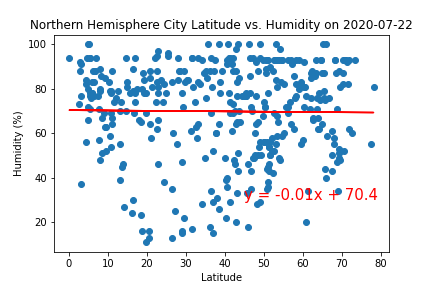 Northern Hemisphere City Latitude vs. Humidity on 2020-07-22
100
80
60
40
20
Humidity (%)
y = -0.01x + 70.4
0 10 20 30 40 50 60 70 80
Latitude